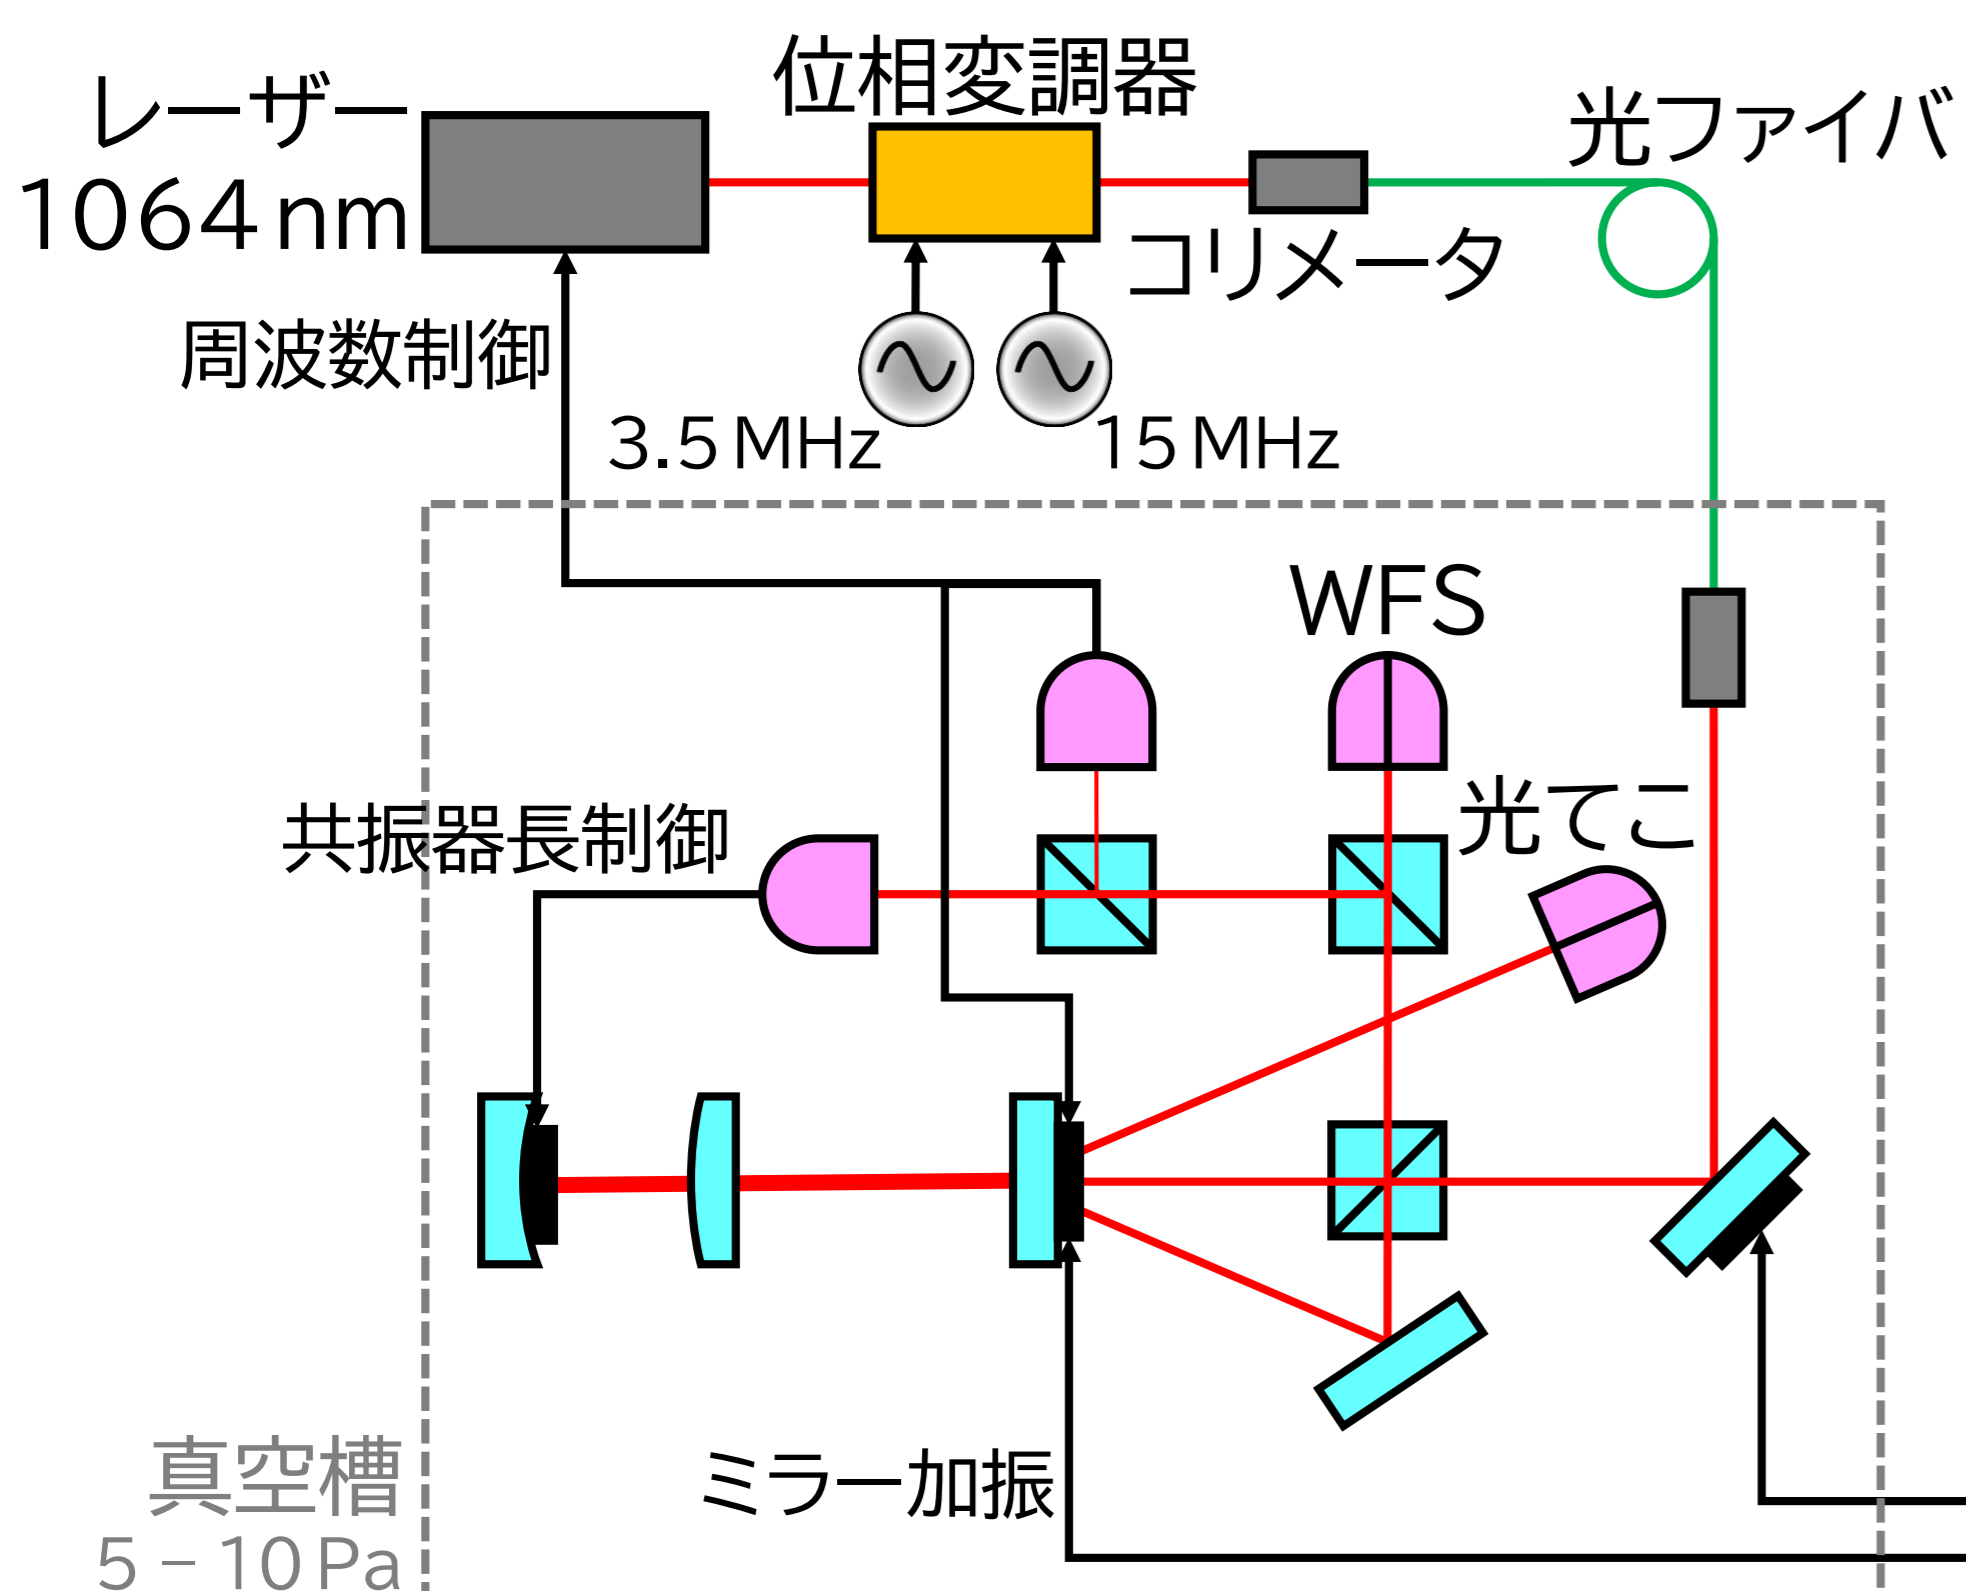 レーザー
1064 nm
位相変調器
光ファイバ
コリメータ
周波数制御
3.5 MHz
15 MHz
WFS
光てこ
共振器長制御
ミラー加振
真空槽
5 – 10 Pa